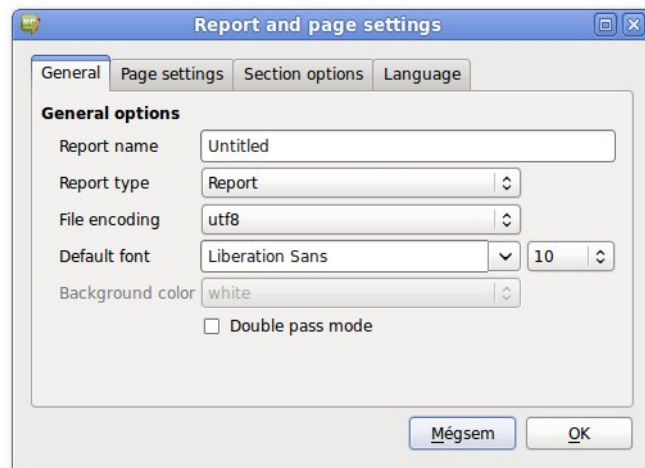 Report and page settings
General Page settings Section options Language
General options
Report name Untitled
Report type Report
File encoding utf8
Default font Liberation Sans 10
Background color white
Double pass mode
Mégsem OK